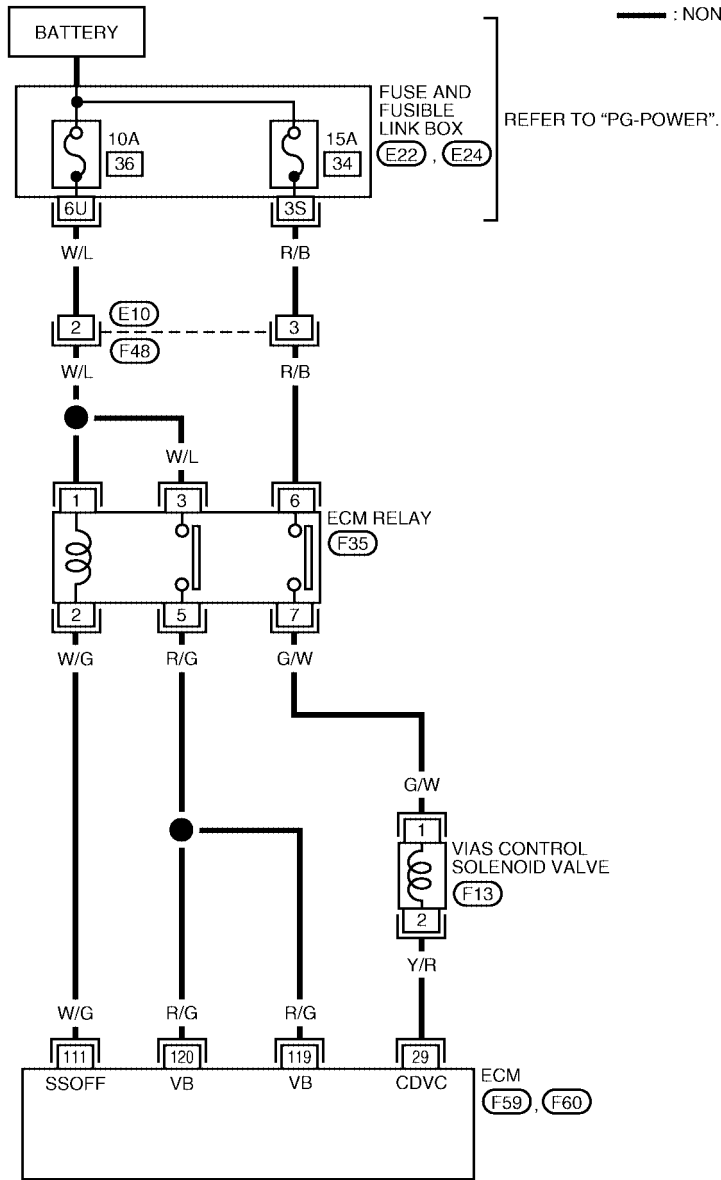 BATTERY
: NON
FUSE AND
FUSIBLE
LINK BOX
E22 , E24
REFER TO “PG-POWER”.
10A
36
15A
34
6U
3S
W/L
R/B
2
E10
3
F48
W/L
R/B
W/L
1
3
6
ECM RELAY
F35
2
5
7
W/G
R/G
G/W
G/W
1
VIAS CONTROL
SOLENOID VALVE
F13
2
Y/R
W/G
R/G
R/G
111
120
119
29
SSOFF
VB
VB
CDVC
ECM
F59 , F60